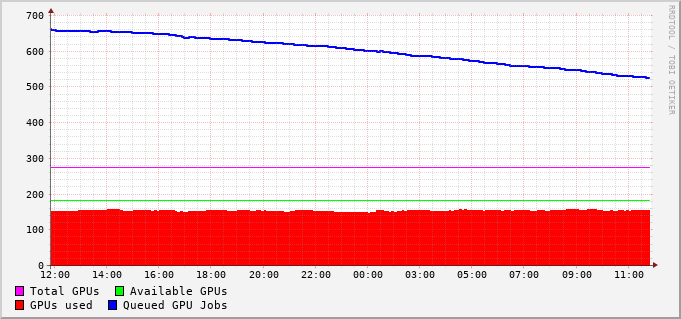 700
600
500
400
300
200
100
0
12:00 14:00 16:00 18:00 20:00 22:00 00:00 03:00 05:00 07:00 09:00 11:00
Total GPUs Available GPUs
GPUs used Queued GPU Jobs
RRDTOOL / TOBI OETIKER